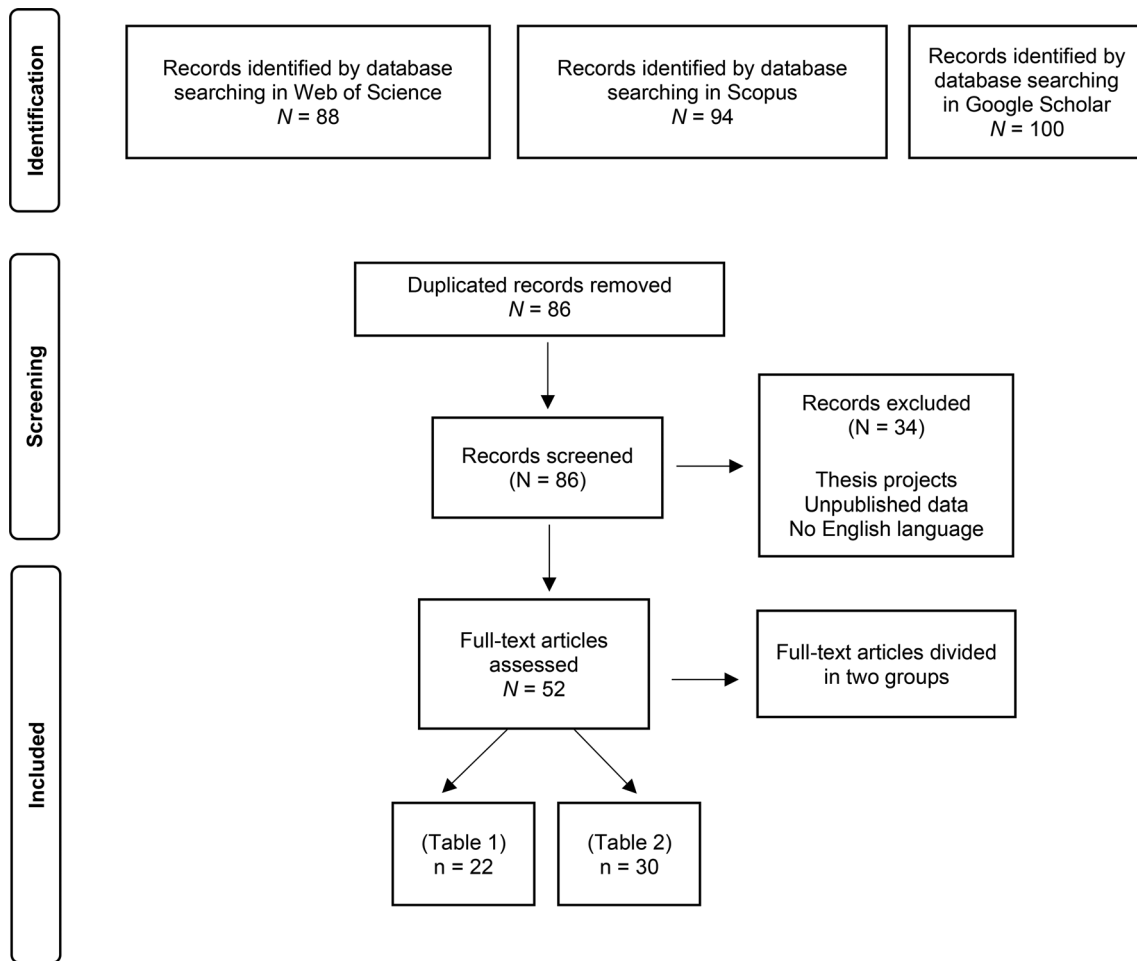 Identification
Records identified by database
searching in Web of Science
N = 88
Records identified by database
searching in Scopus
N = 94
Records identified by
database searching
in Google Scholar
N = 100
Screening
Duplicated records removed
N = 86
Records screened
(N = 86)
Records excluded
(N = 34)
Thesis projects
Unpublished data
No English language
Included
Full-text articles
assessed
N = 52
Full-text articles divided
in two groups
(Table 1)
n = 22
(Table 2)
n = 30